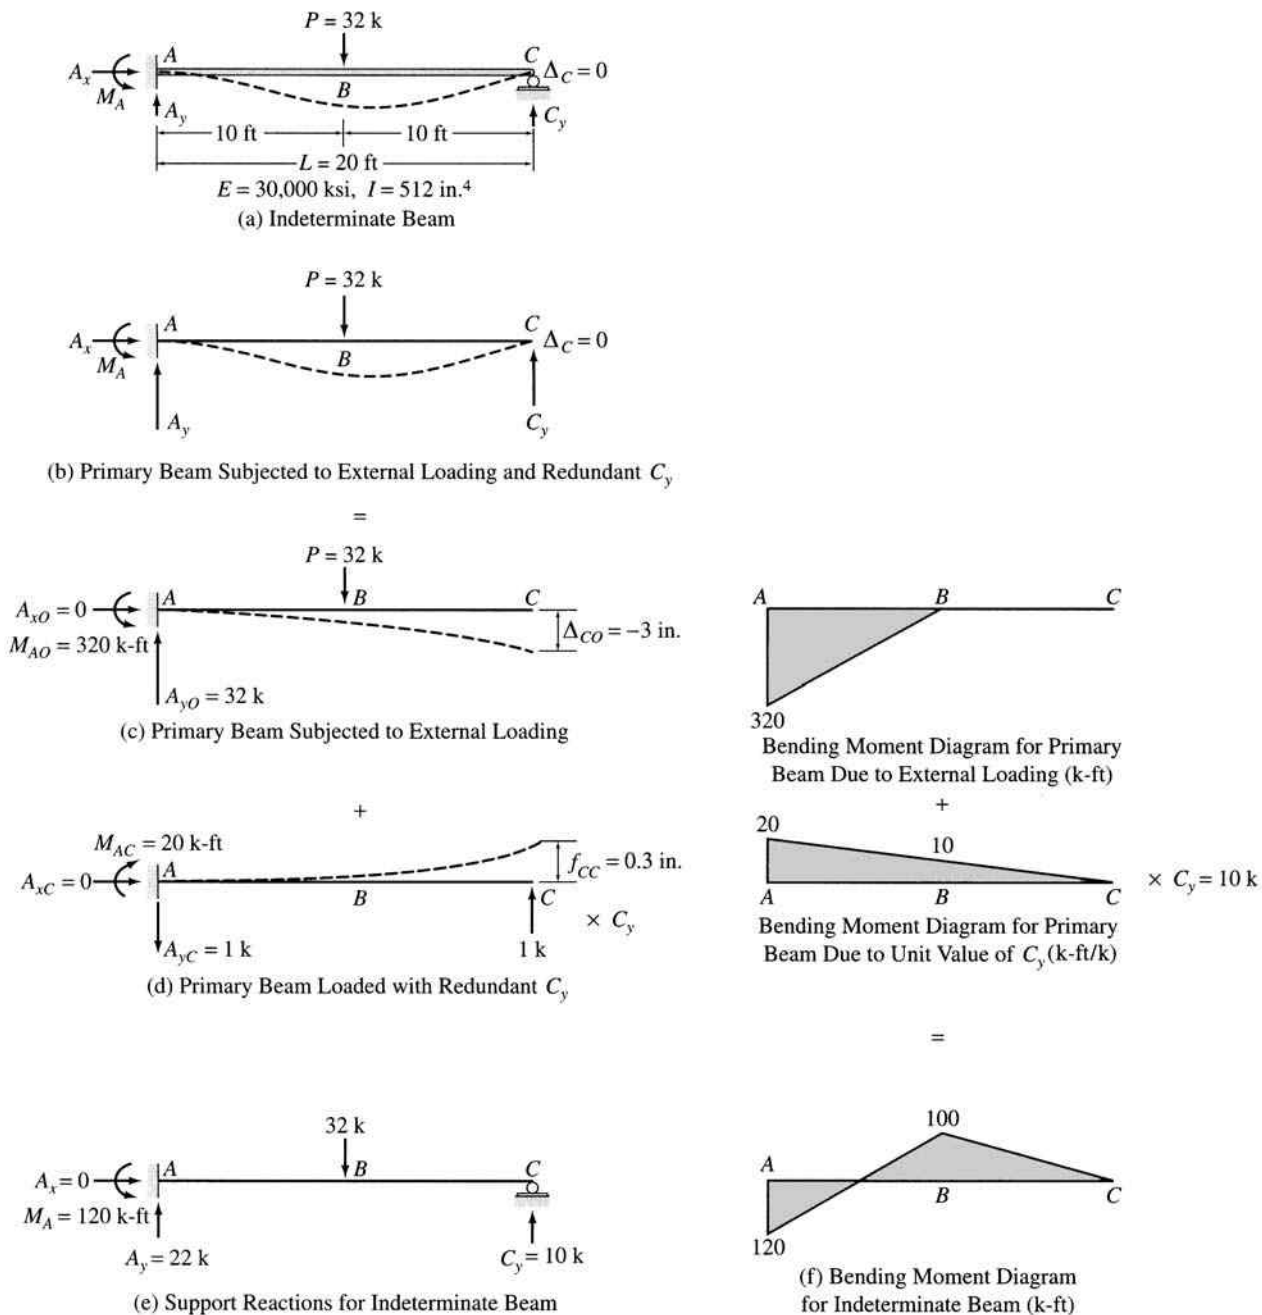 P = 32 k
A
C
Aₓ
M_A
B
Δ_C = 0
A_y
C_y
10 ft
10 ft
L = 20 ft
E = 30,000 ksi, I = 512 in.⁴
(a) Indeterminate Beam
P = 32 k
A
C
Aₓ
M_A
B
Δ_C = 0
A_y
C_y
(b) Primary Beam Subjected to External Loading and Redundant C_y
=
P = 32 k
A_xO = 0
A
B
C
M_AO = 320 k-ft
Δ_CO = −3 in.
A_yO = 32 k
(c) Primary Beam Subjected to External Loading
A
B
C
320
Bending Moment Diagram for Primary
Beam Due to External Loading (k-ft)
+
M_AC = 20 k-ft
A
A_xC = 0
B
C
f_CC = 0.3 in.
× C_y
A_yC = 1 k
1 k
(d) Primary Beam Loaded with Redundant C_y
+
20
10
A
B
C
× C_y = 10 k
Bending Moment Diagram for Primary
Beam Due to Unit Value of C_y (k-ft/k)
=
32 k
A
B
C
Aₓ = 0
M_A = 120 k-ft
A_y = 22 k
C_y = 10 k
(e) Support Reactions for Indeterminate Beam
100
A
B
C
120
(f) Bending Moment Diagram
for Indeterminate Beam (k-ft)